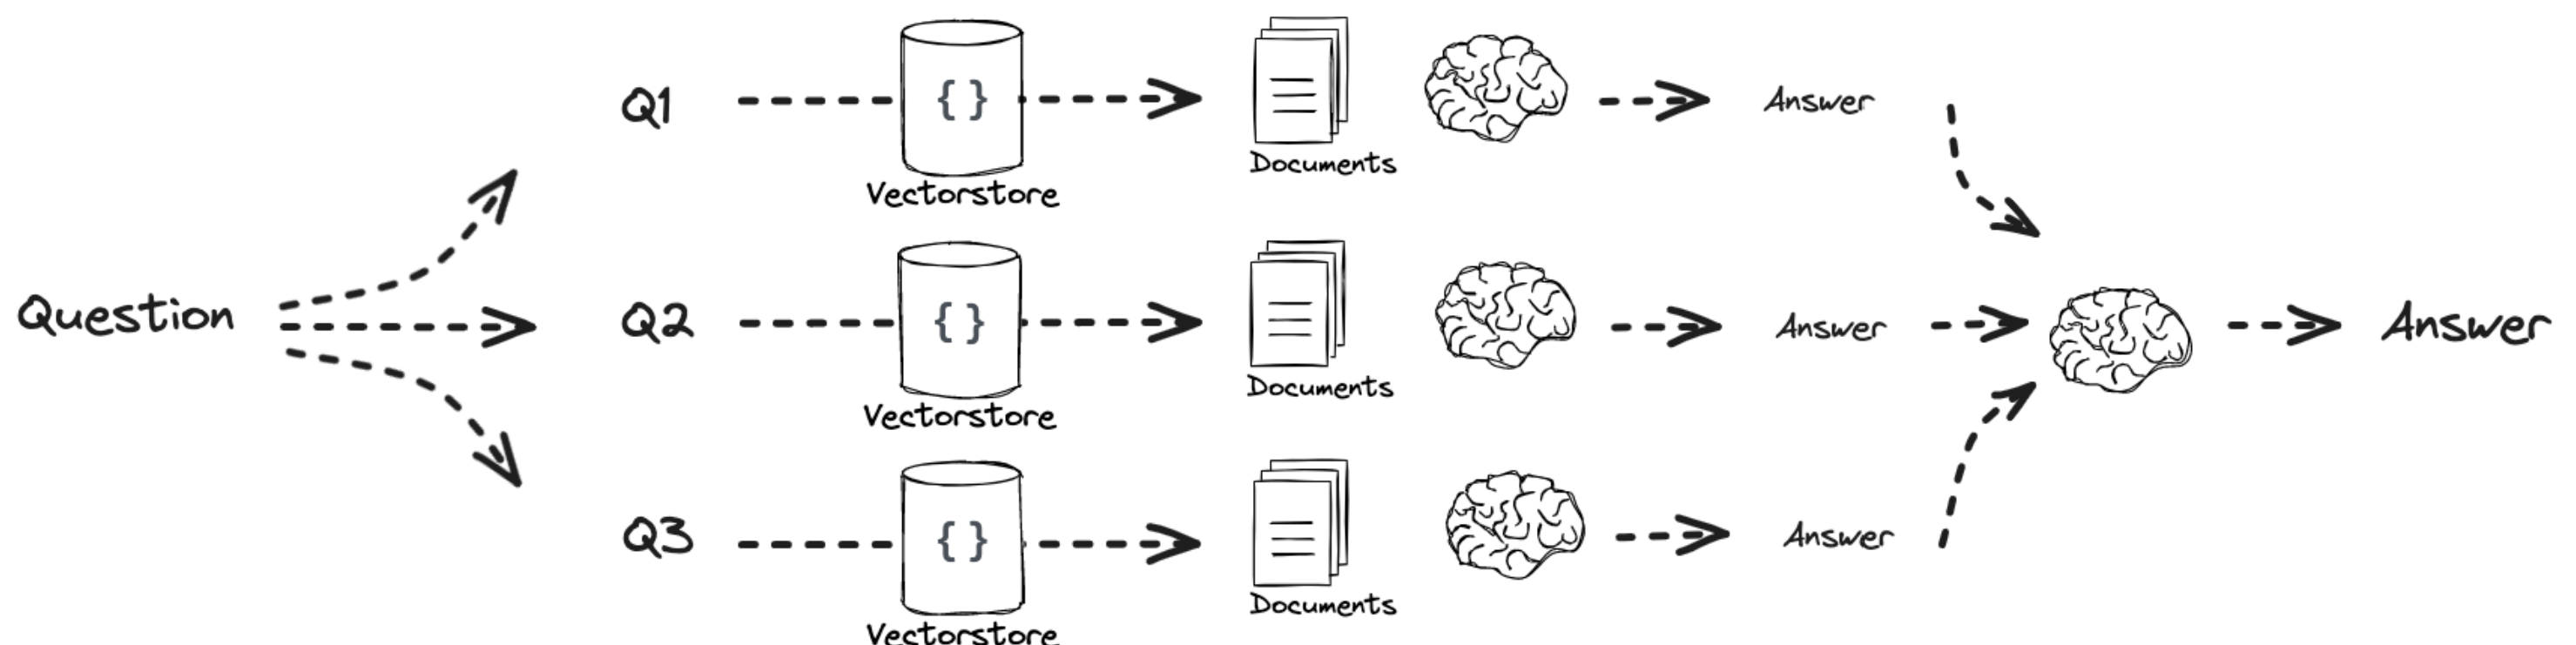 Question
Q1
{ }
Vectorstore
Documents
Answer
Q2
{ }
Vectorstore
Documents
Answer
Q3
{ }
Vectorstore
Documents
Answer
Answer